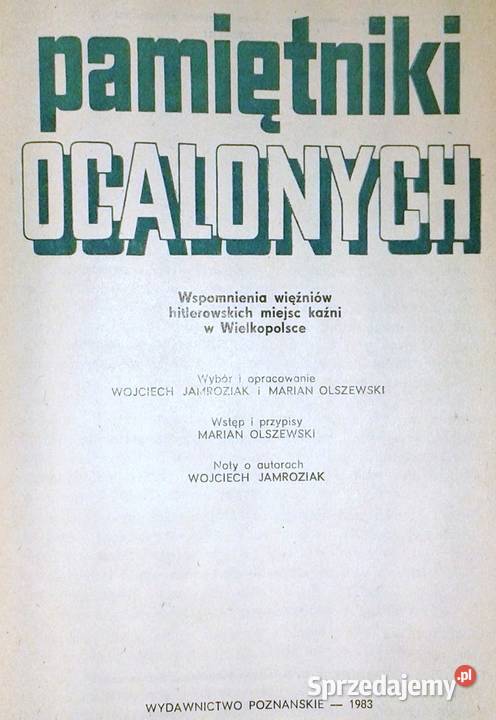 pamiętniki
OCALONYCH
Wspomnienia więźniów
hitlerowskich miejsc kaźni
w Wielkopolsce
Wybór i opracowanie
WOJCIECH JAMROZIAK i MARIAN OLSZEWSKI
Wstęp i przypisy
MARIAN OLSZEWSKI
Noty o autorach
WOJCIECH JAMROZIAK
Sprzedajemy.pl
WYDAWNICTWO POZNANSKIE — 1983